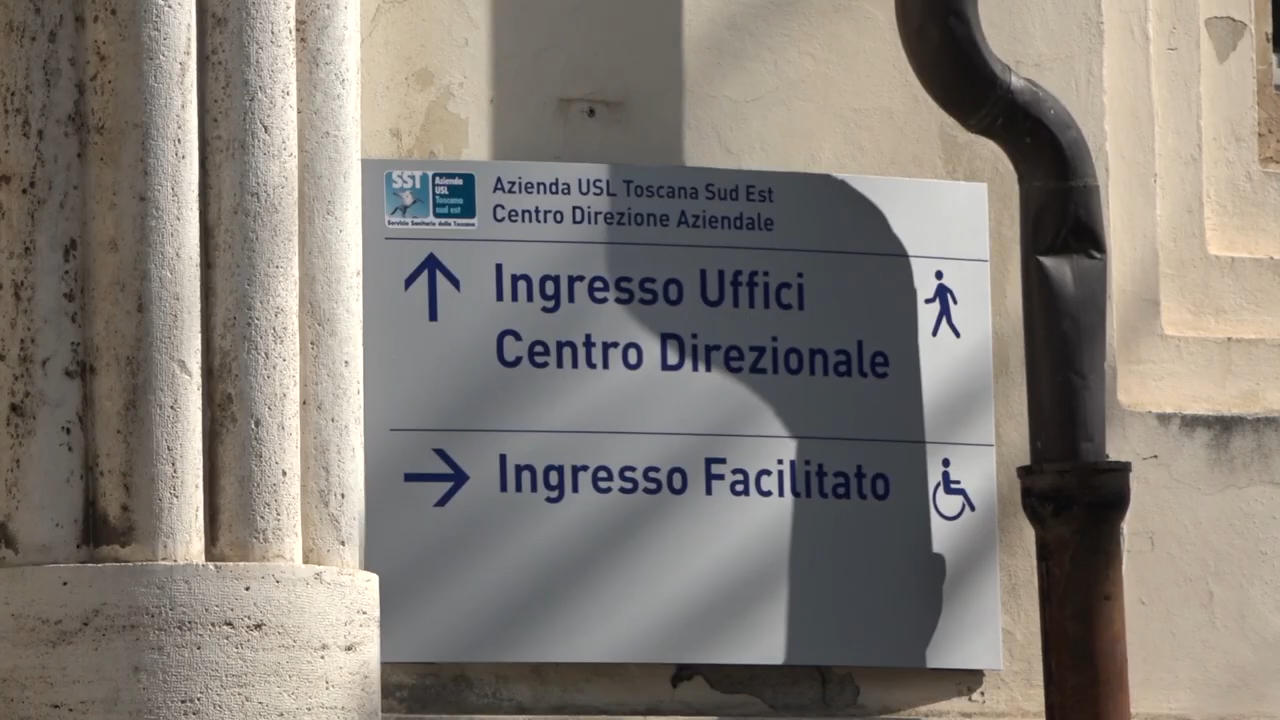 SST
Azienda
USL
Toscana
sud est
Servizio Sanitario della Toscana
Azienda USL Toscana Sud Est
Centro Direzione Aziendale
Ingresso Uffici
Centro Direzionale
Ingresso Facilitato